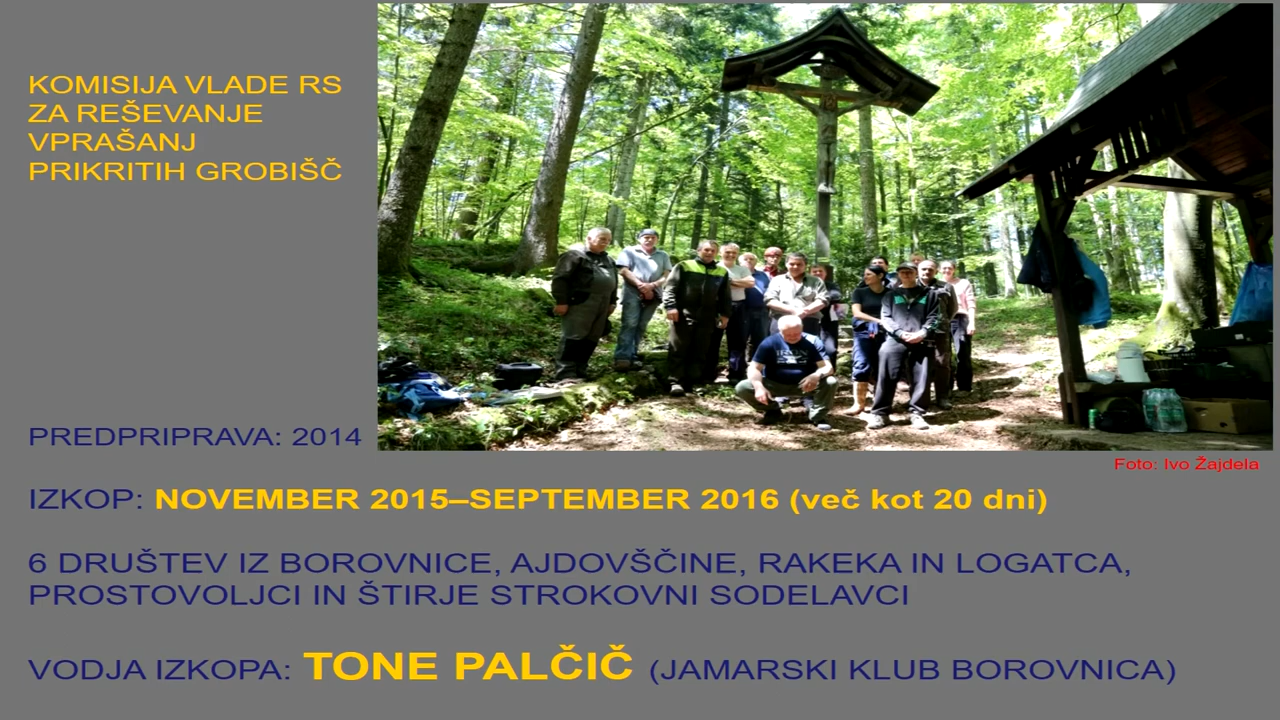 KOMISIJA VLADE RS
ZA REŠEVANJE
VPRAŠANJ
PRIKRITIH GROBIŠČ
PREDPRIPRAVA: 2014
Foto: Ivo Žajdela
IZKOP: NOVEMBER 2015–SEPTEMBER 2016 (več kot 20 dni)
6 DRUŠTEV IZ BOROVNICE, AJDOVŠČINE, RAKEKA IN LOGATCA,
PROSTOVOLJCI IN ŠTIRJE STROKOVNI SODELAVCI
VODJA IZKOPA: TONE PALČIČ (JAMARSKI KLUB BOROVNICA)